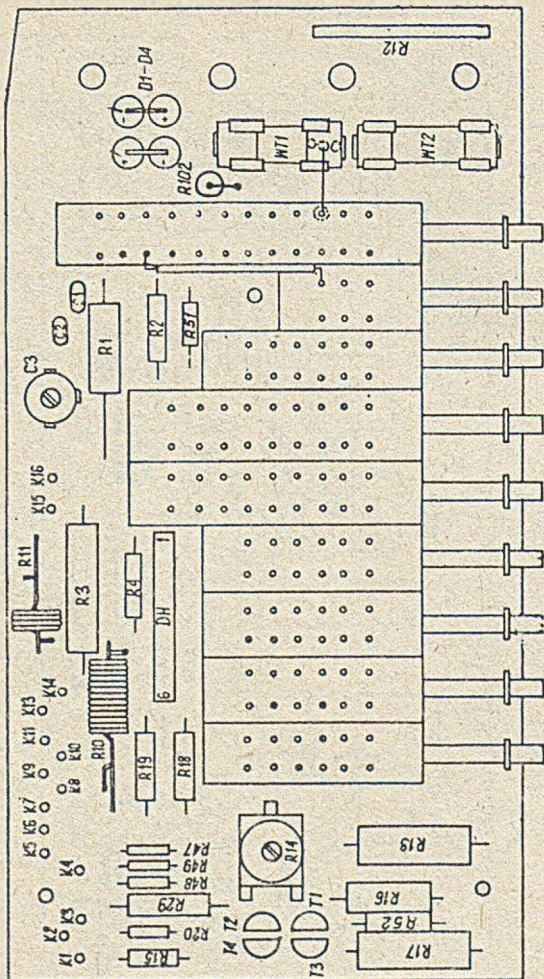 R12
D1-D4
WT1
WT2
R102
C1
C2
R1
R2
R51
C3
K16
K15
R11
R3
R4
1
DH
6
K14
K13
K11
K10
R10
K9
K8
R19
R18
K7
K6
K5
R47
R49
R48
K4
R14
R13
R29
K3
T2
T1
R16
K2
R20
T4
T3
R52
K1
R15
R17